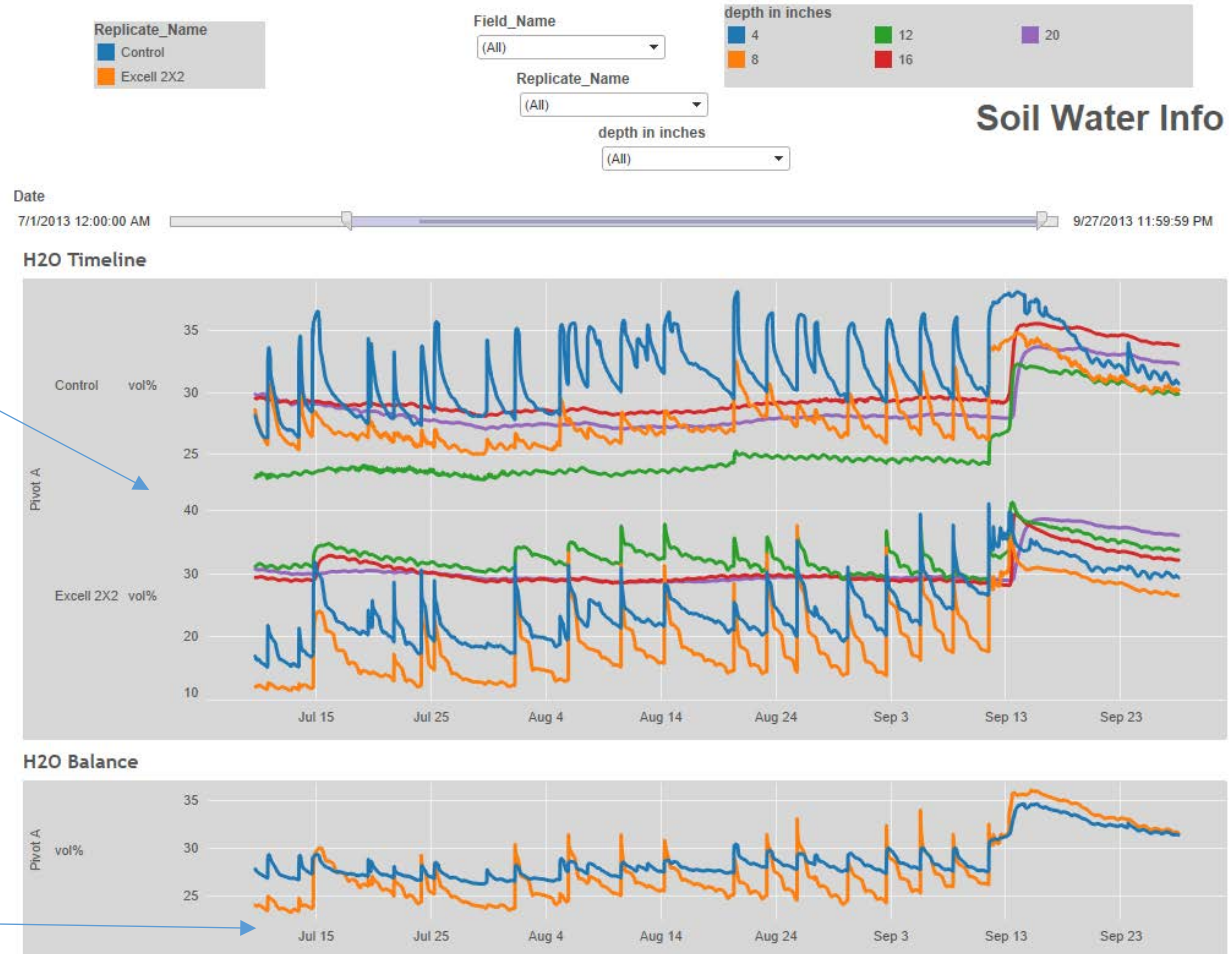 Replicate_Name
Control
Excell 2X2
Field_Name
(All)
Replicate_Name
(All)
depth in inches
(All)
depth in inches
4 12 20
8 16
Soil Water Info
Date
7/1/2013 12:00:00 AM 9/27/2013 11:59:59 PM
H2O Timeline
Pivot A
Control vol%
35
30
25
Excell 2X2 vol%
40
30
20
10
Jul 15 Jul 25 Aug 4 Aug 14 Aug 24 Sep 3 Sep 13 Sep 23
H2O Balance
Pivot A
vol%
35
30
25
Jul 15 Jul 25 Aug 4 Aug 14 Aug 24 Sep 3 Sep 13 Sep 23